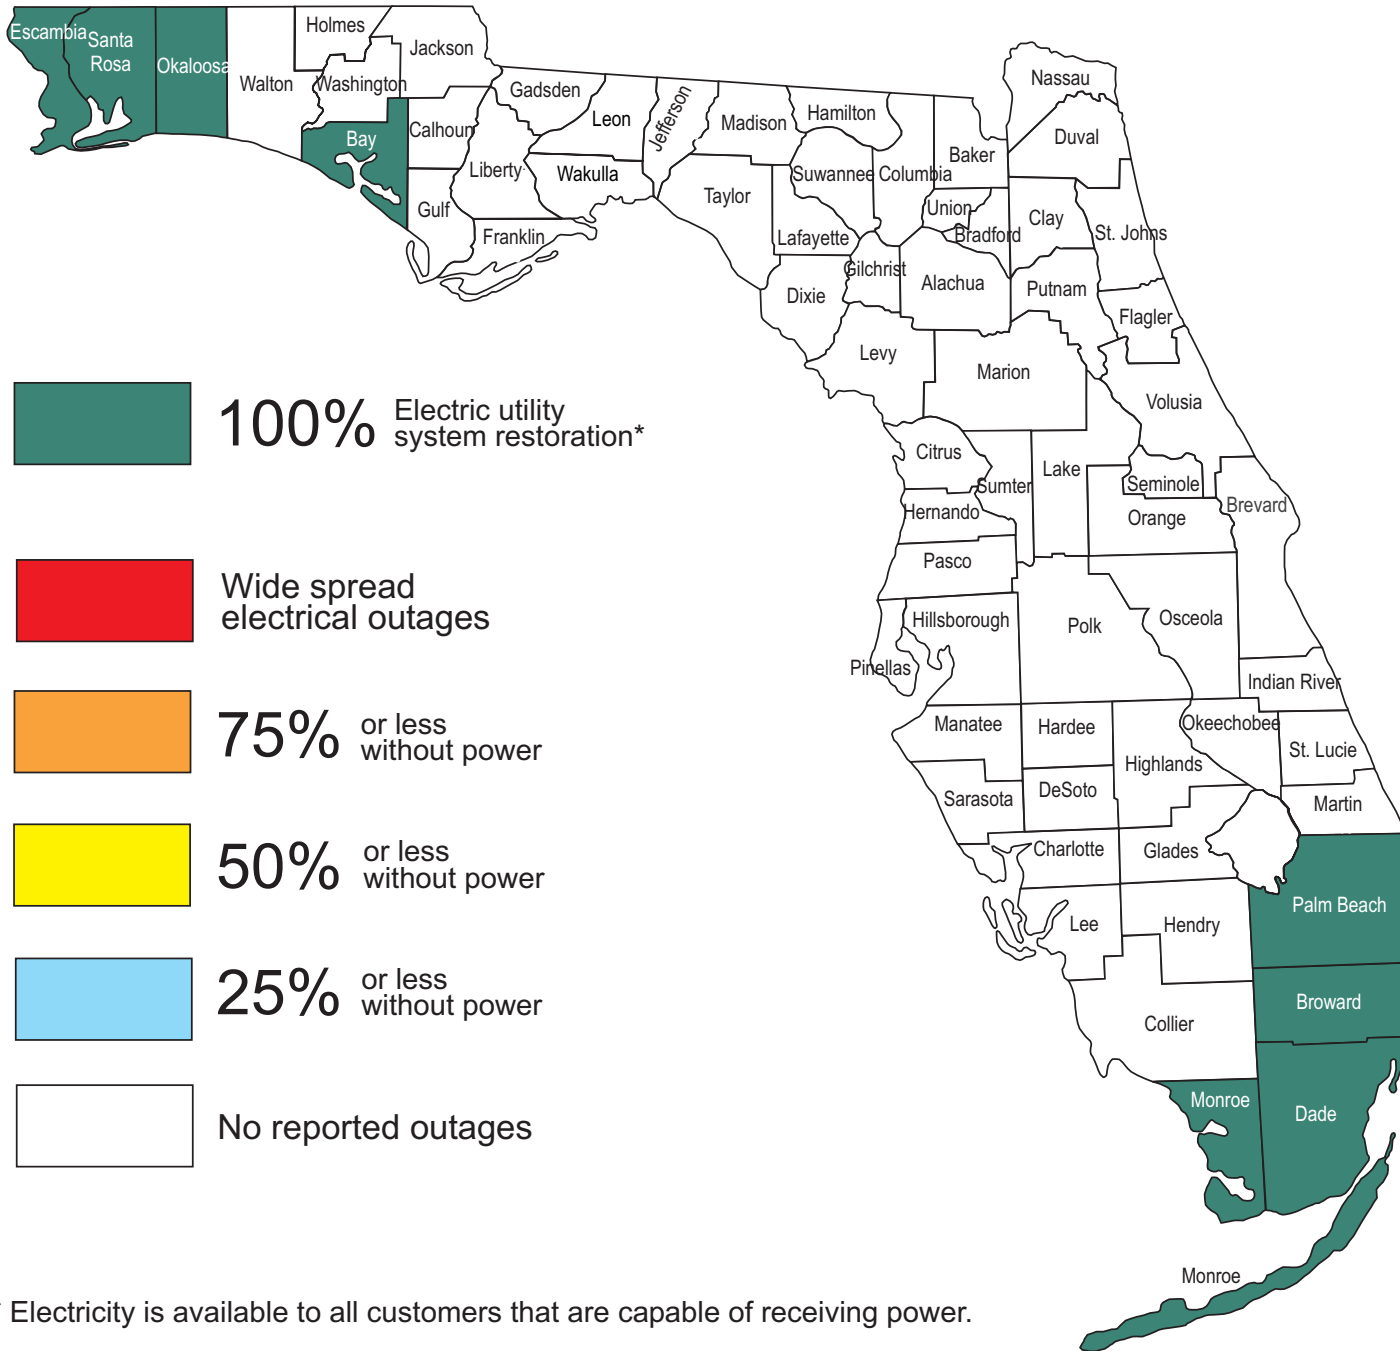 Escambia
Santa
Rosa
Okaloosa
Walton
Holmes
Washington
Jackson
Bay
Calhoun
Gulf
Liberty
Gadsden
Franklin
Leon
Wakulla
Jefferson
Madison
Taylor
Hamilton
Suwannee
Lafayette
Dixie
Columbia
Gilchrist
Baker
Union
Bradford
Alachua
Levy
Nassau
Duval
Clay
St. Johns
Putnam
Flagler
Marion
Volusia
Citrus
Sumter
Lake
Seminole
Hernando
Orange
Brevard
Pasco
Hillsborough
Pinellas
Polk
Osceola
Indian River
Manatee
Hardee
Okeechobee
Highlands
St. Lucie
Sarasota
DeSoto
Martin
Charlotte
Glades
Lee
Hendry
Palm Beach
Broward
Collier
Monroe
Dade
Monroe
100% Electric utility
system restoration*
Wide spread
electrical outages
75% or less
without power
50% or less
without power
25% or less
without power
No reported outages
* Electricity is available to all customers that are capable of receiving power.